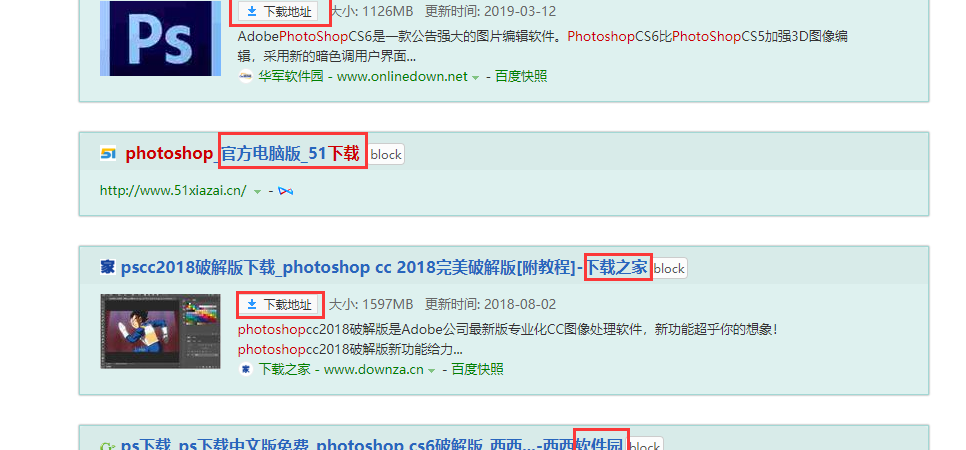 Ps
下载地址 大小: 1126MB 更新时间: 2019-03-12
AdobePhotoShopCS6是一款公告强大的图片编辑软件。PhotoshopCS6比PhotoShopCS5加强3D图像编
辑，采用新的暗色调用户界面...
华军软件园 - www.onlinedown.net - 百度快照
51 photoshop_官方电脑版_51下载 block
http://www.51xiazai.cn/ -
家 pscc2018破解版下载_photoshop cc 2018完美破解版[附教程]-下载之家 block
下载地址 大小: 1597MB 更新时间: 2018-08-02
photoshopcc2018破解版是Adobe公司最新版专业化CC图像处理软件，新功能超乎你的想象！
photoshopcc2018破解版新功能给力...
家 下载之家 - www.downza.cn - 百度快照
ps下载_ps下载中文版免费_photoshop cs6破解版_西西...-西西软件园 block